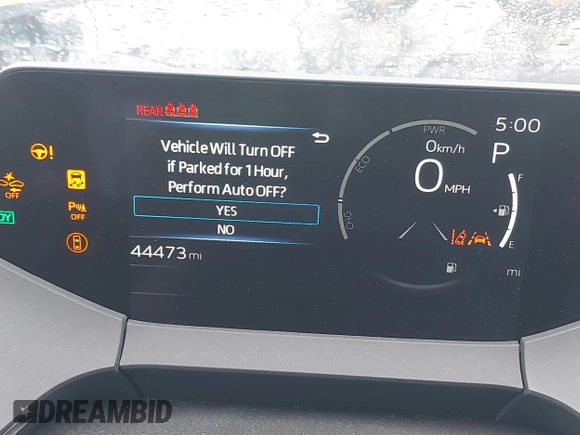 REAR
Vehicle Will Turn OFF
if Parked for 1 Hour,
Perform Auto OFF?
YES
NO
44473 mi
OFF
P
OFF
PWR
ECO
CHG
0 km/h
0 MPH
5:00
P
F
E
mi
DREAMBID